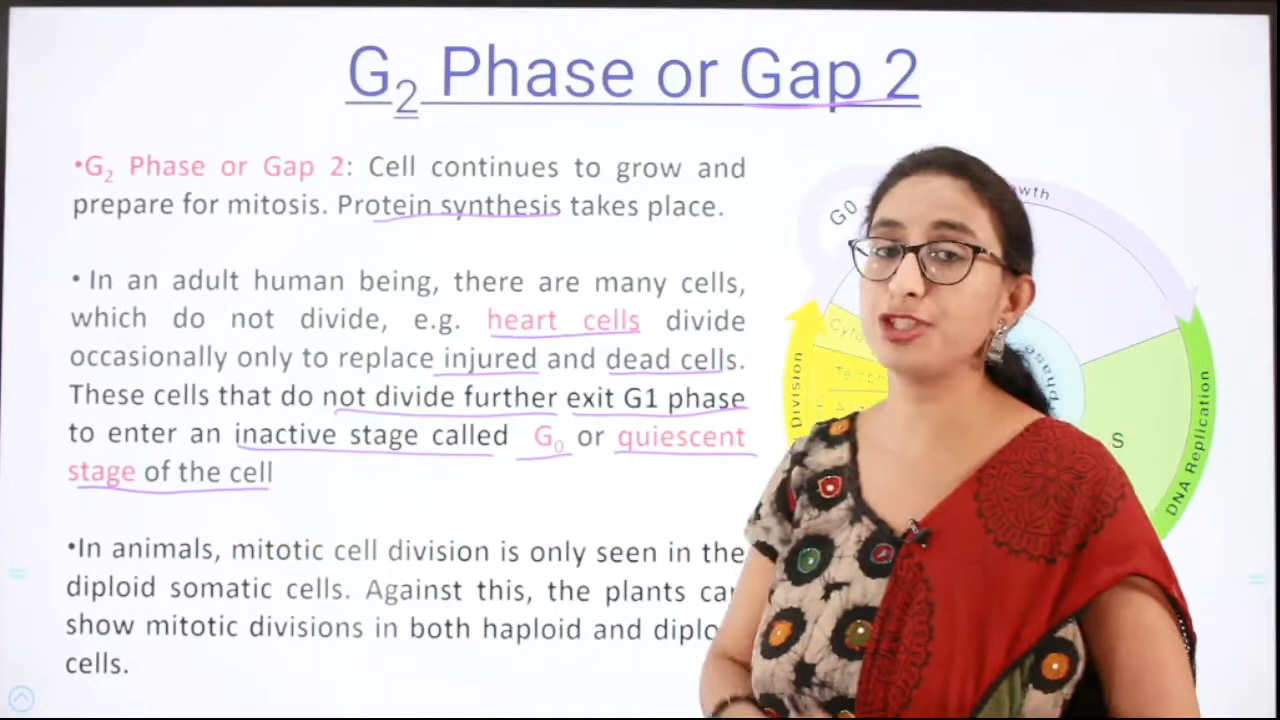 G₂ Phase or Gap 2
•G₂ Phase or Gap 2: Cell continues to grow and
prepare for mitosis. Protein synthesis takes place.
• In an adult human being, there are many cells,
which do not divide, e.g. heart cells divide
occasionally only to replace injured and dead cells.
These cells that do not divide further exit G1 phase
to enter an inactive stage called G₀ or quiescent
stage of the cell
•In animals, mitotic cell division is only seen in the
diploid somatic cells. Against this, the plants can
show mitotic divisions in both haploid and
cells.
G0
DIVISION
S
DNA Replication